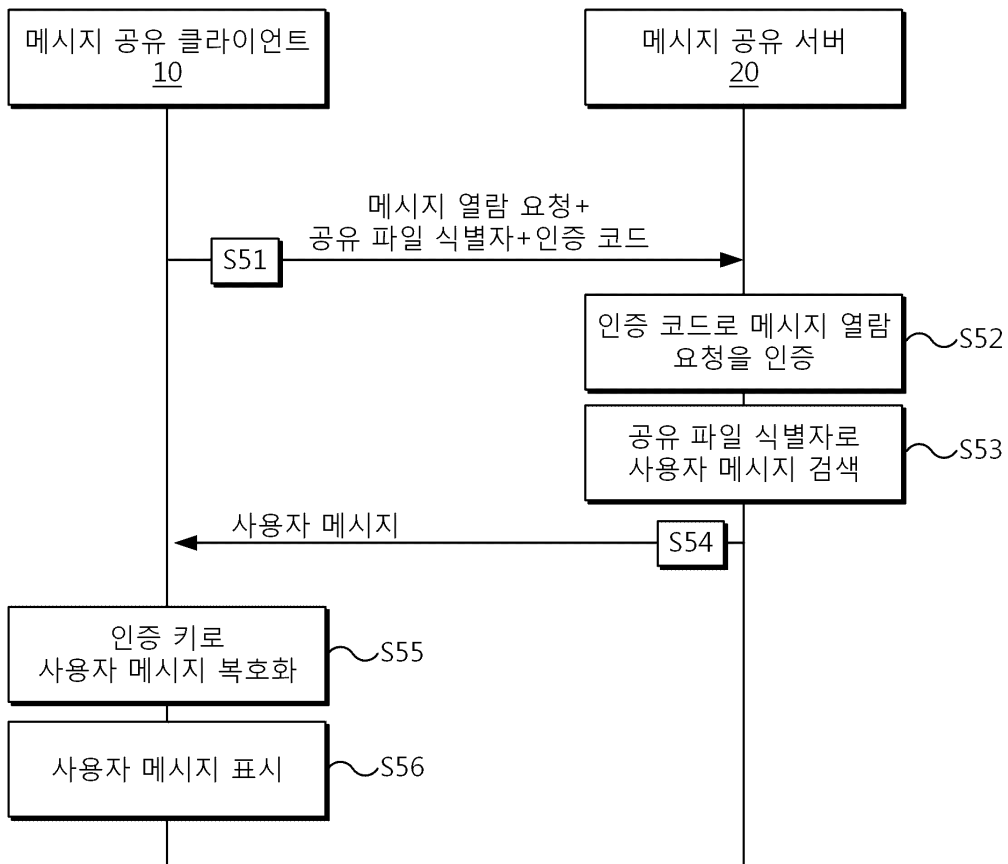 메시지 공유 클라이언트
10
메시지 공유 서버
20
메시지 열람 요청+
공유 파일 식별자+인증 코드
S51
인증 코드로 메시지 열람
요청을 인증
S52
공유 파일 식별자로
사용자 메시지 검색
S53
사용자 메시지
S54
인증 키로
사용자 메시지 복호화
S55
사용자 메시지 표시
S56